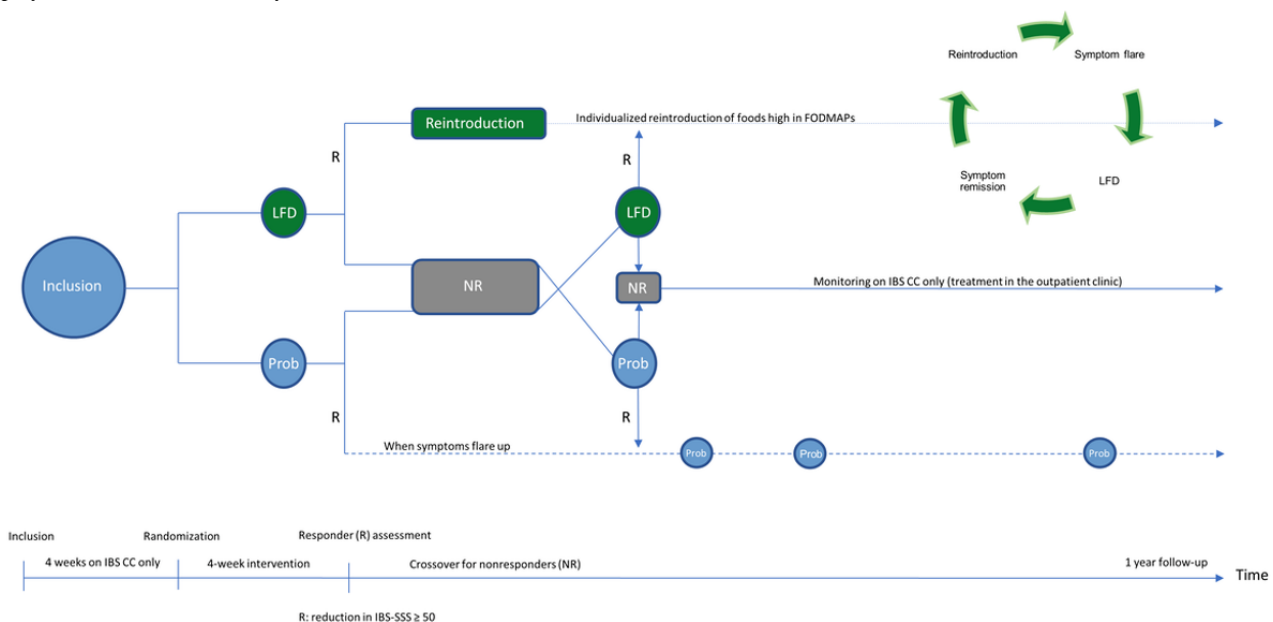 Reintroduction
Symptom flare
Reintroduction
Individualized reintroduction of foods high in FODMAPs
R
R
Symptom
remission
LFD
LFD
LFD
Inclusion
NR
NR
Monitoring on IBS CC only (treatment in the outpatient clinic)
Prob
Prob
R
R
When symptoms flare up
Prob
Prob
Prob
Inclusion
Randomization
Responder (R) assessment
4 weeks on IBS CC only
4-week intervention
Crossover for nonresponders (NR)
1 year follow-up
Time
R: reduction in IBS-SSS ≥ 50